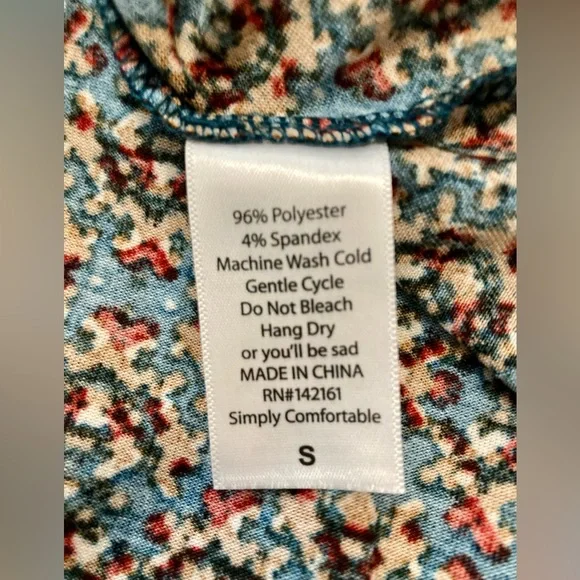 96% Polyester
4% Spandex
Machine Wash Cold
Gentle Cycle
Do Not Bleach
Hang Dry
or you'll be sad
MADE IN CHINA
RN#142161
Simply Comfortable
S